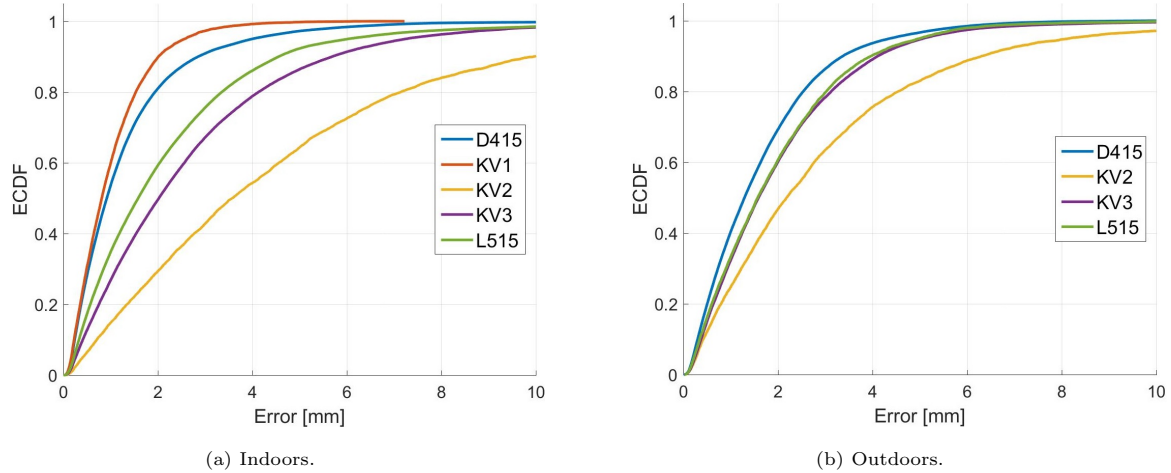 1
0.8
0.6
0.4
0.2
0
ECDF
0 2 4 6 8 10
Error [mm]
D415
KV1
KV2
KV3
L515
(a) Indoors.
1
0.8
0.6
0.4
0.2
0
ECDF
0 2 4 6 8 10
Error [mm]
D415
KV2
KV3
L515
(b) Outdoors.